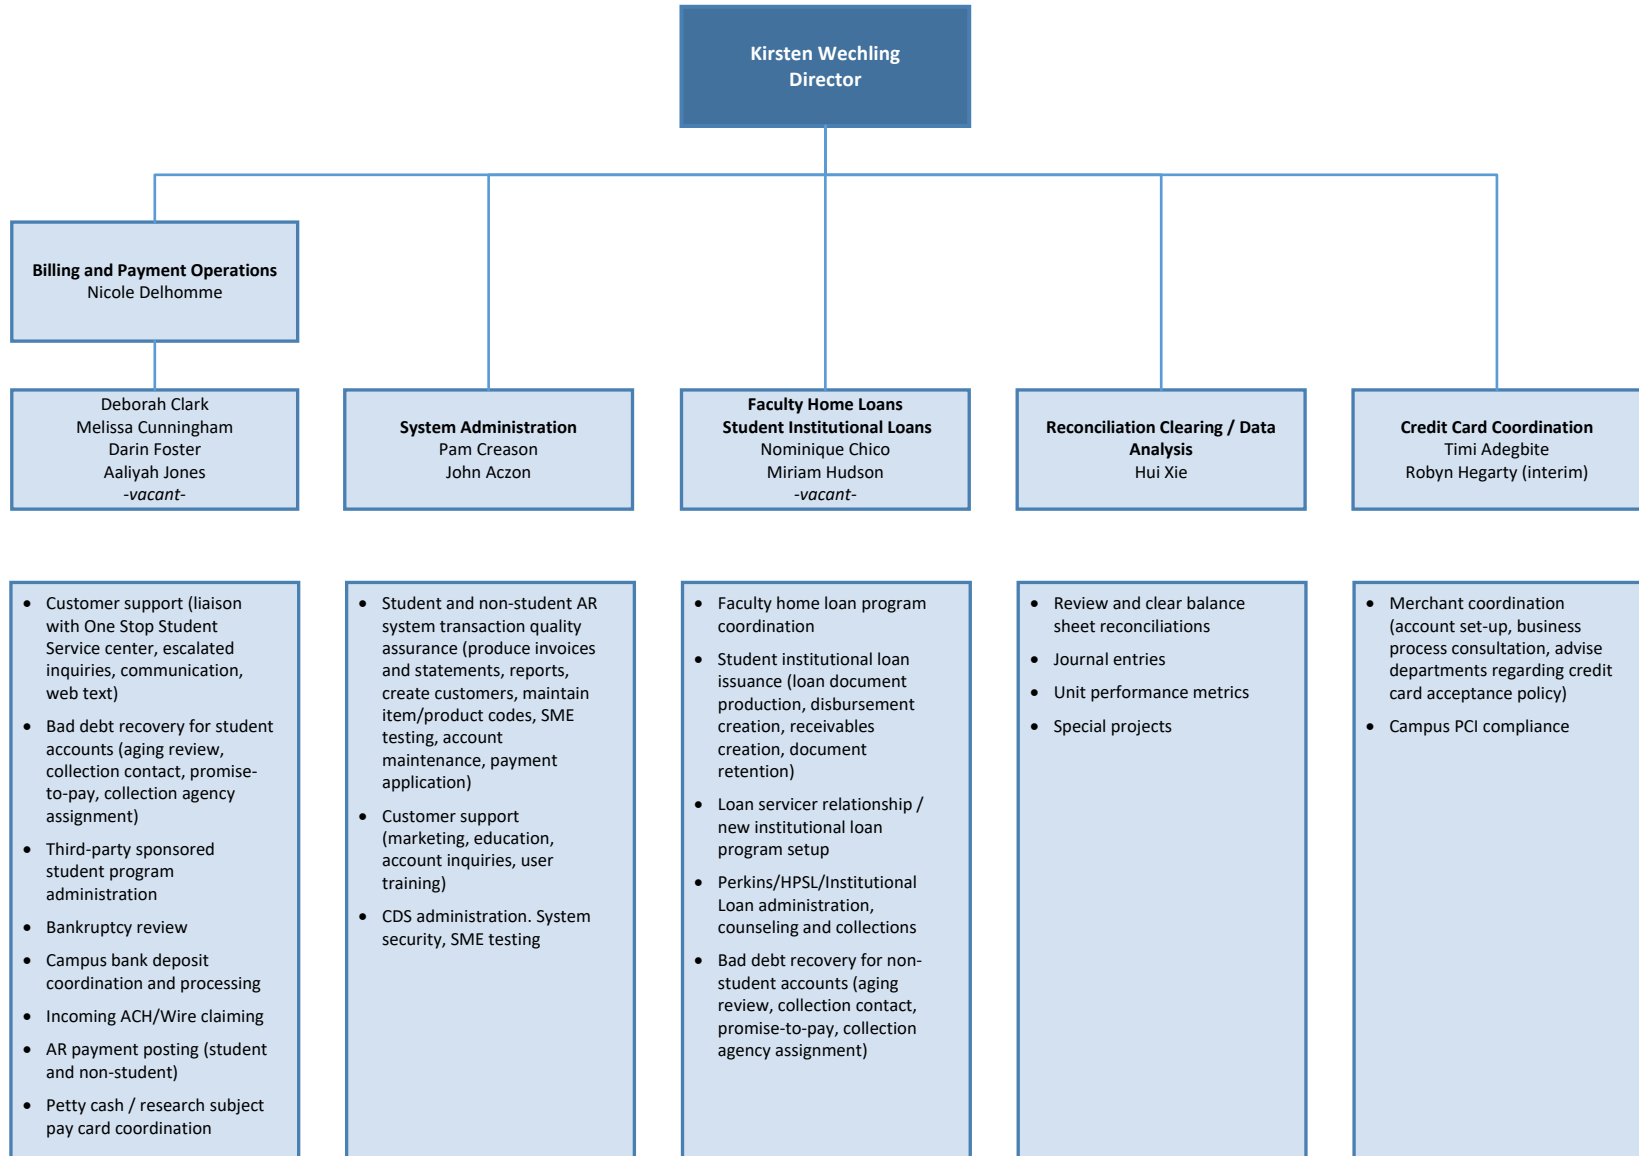 Kirsten Wechling
Director
Billing and Payment Operations
Nicole Delhomme
Deborah Clark
Melissa Cunningham
Darin Foster
Aaliyah Jones
-vacant-
System Administration
Pam Creason
John Aczon
Faculty Home Loans
Student Institutional Loans
Nominique Chico
Miriam Hudson
-vacant-
Reconciliation Clearing / Data
Analysis
Hui Xie
Credit Card Coordination
Timi Adegbite
Robyn Hegarty (interim)
• Customer support (liaison
with One Stop Student
Service center, escalated
inquiries, communication,
web text)
• Bad debt recovery for student
accounts (aging review,
collection contact, promise-
to-pay, collection agency
assignment)
• Third-party sponsored
student program
administration
• Bankruptcy review
• Campus bank deposit
coordination and processing
• Incoming ACH/Wire claiming
• AR payment posting (student
and non-student)
• Petty cash / research subject
pay card coordination
• Student and non-student AR
system transaction quality
assurance (produce invoices
and statements, reports,
create customers, maintain
item/product codes, SME
testing, account
maintenance, payment
application)
• Customer support
(marketing, education,
account inquiries, user
training)
• CDS administration. System
security, SME testing
• Faculty home loan program
coordination
• Student institutional loan
issuance (loan document
production, disbursement
creation, receivables
creation, document
retention)
• Loan servicer relationship /
new institutional loan
program setup
• Perkins/HPSL/Institutional
Loan administration,
counseling and collections
• Bad debt recovery for non-
student accounts (aging
review, collection contact,
promise-to-pay, collection
agency assignment)
• Review and clear balance
sheet reconciliations
• Journal entries
• Unit performance metrics
• Special projects
• Merchant coordination
(account set-up, business
process consultation, advise
departments regarding credit
card acceptance policy)
• Campus PCI compliance